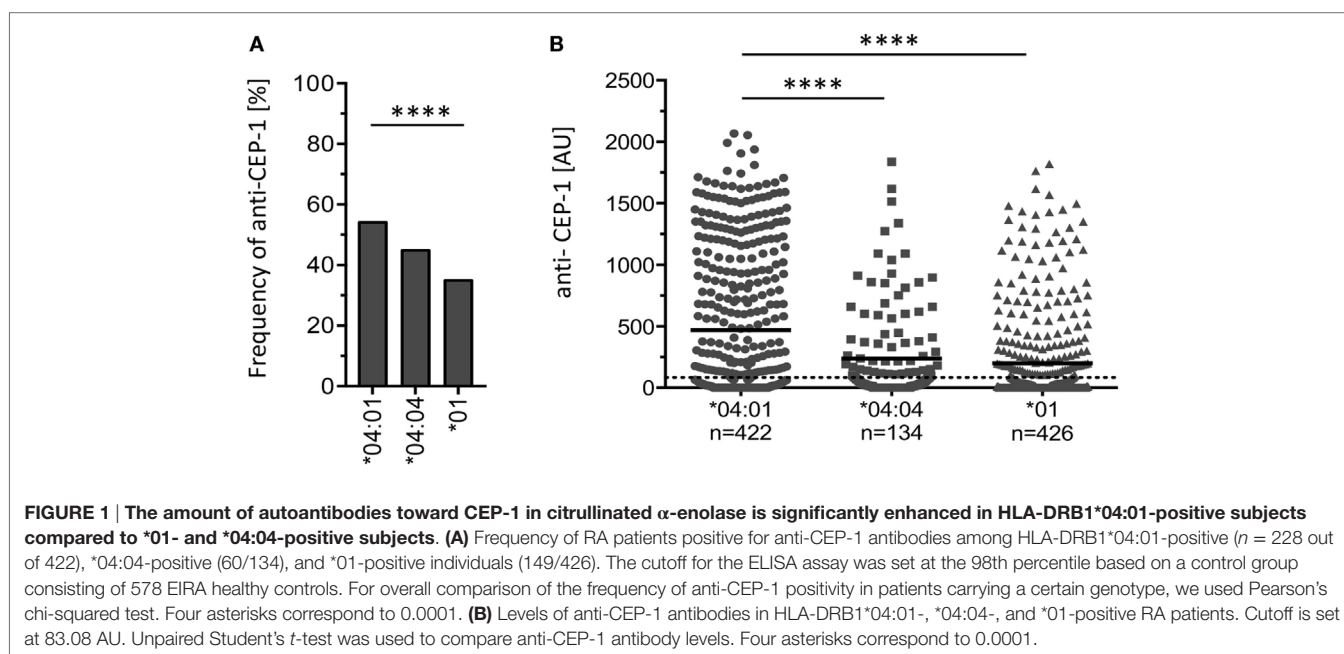 A
Frequency of anti-CEP-1 [%]
100
80
60
40
20
0
****
*04:01
*04:04
*01
B
anti- CEP-1 [AU]
2500
2000
1500
1000
500
0
****
****
*04:01
n=422
*04:04
n=134
*01
n=426
FIGURE 1 | The amount of autoantibodies toward CEP-1 in citrullinated α-enolase is significantly enhanced in HLA-DRB1*04:01-positive subjects
compared to *01- and *04:04-positive subjects. (A) Frequency of RA patients positive for anti-CEP-1 antibodies among HLA-DRB1*04:01-positive (n = 228 out
of 422), *04:04-positive (60/134), and *01-positive individuals (149/426). The cutoff for the ELISA assay was set at the 98th percentile based on a control group
consisting of 578 EIRA healthy controls. For overall comparison of the frequency of anti-CEP-1 positivity in patients carrying a certain genotype, we used Pearson's
chi-squared test. Four asterisks correspond to 0.0001. (B) Levels of anti-CEP-1 antibodies in HLA-DRB1*04:01-, *04:04-, and *01-positive RA patients. Cutoff is set
at 83.08 AU. Unpaired Student's t-test was used to compare anti-CEP-1 antibody levels. Four asterisks correspond to 0.0001.